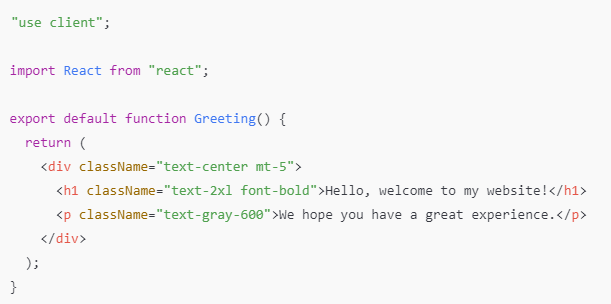 "use client";
import React from "react";
export default function Greeting() {
return (
<div className="text-center mt-5">
<h1 className="text-2xl font-bold">Hello, welcome to my website!</h1>
<p className="text-gray-600">We hope you have a great experience.</p>
</div>
);
}